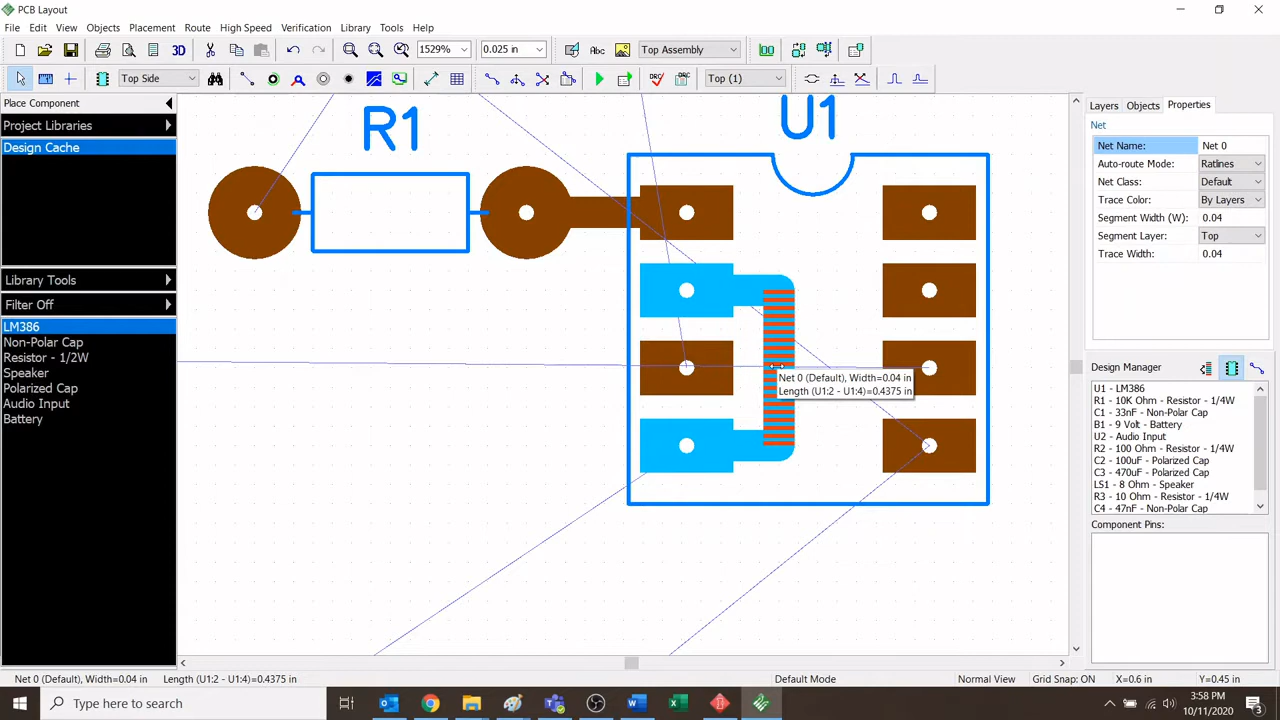 PCB Layout
File Edit View Objects Placement Route High Speed Verification Library Tools Help
3D 1529% 0.025 in Abc Top Assembly
Top Side DRC Top (1)
Place Component
Project Libraries
Design Cache
Library Tools
Filter Off
LM386
Non-Polar Cap
Resistor - 1/2W
Speaker
Polarized Cap
Audio Input
Battery
R1
U1
Net 0 (Default), Width=0.04 in
Length (U1:2 - U1:4)=0.4375 in
Layers Objects Properties
Net
Net Name: Net 0
Auto-route Mode: Ratlines
Net Class: Default
Trace Color: By Layers
Segment Width (W): 0.04
Segment Layer: Top
Trace Width: 0.04
Design Manager
U1 - LM386
R1 - 10K Ohm - Resistor - 1/4W
C1 - 33nF - Non-Polar Cap
B1 - 9 Volt - Battery
U2 - Audio Input
R2 - 100 Ohm - Resistor - 1/4W
C2 - 100uF - Polarized Cap
C3 - 470uF - Polarized Cap
LS1 - 8 Ohm - Speaker
R3 - 10 Ohm - Resistor - 1/4W
C4 - 47nF - Non-Polar Cap
Component Pins:
Net 0 (Default), Width=0.04 in Length (U1:2 - U1:4)=0.4375 in Default Mode Normal View Grid Snap: ON X=0.6 in Y=0.45 in
Type here to search
3:58 PM
10/11/2020
3